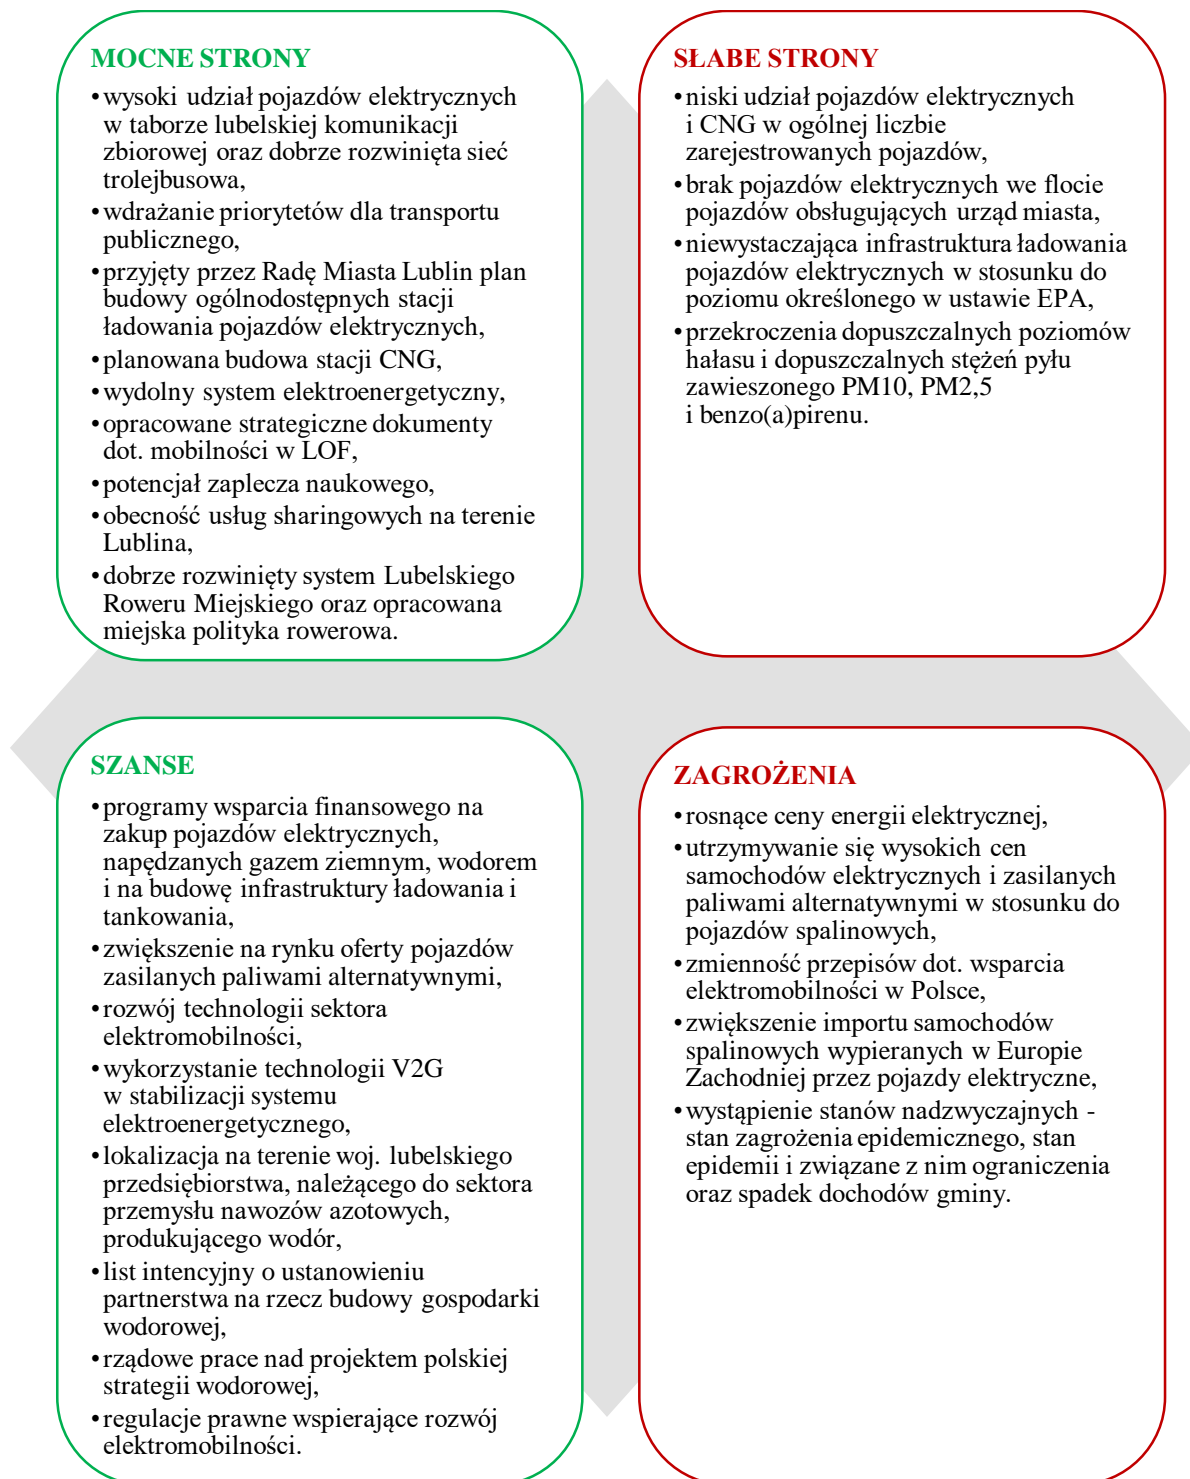 MOCNE STRONY
•wysoki udział pojazdów elektrycznych
w taborze lubelskiej komunikacji
zbiorowej oraz dobrze rozwinięta sieć
trolejbusowa,
•wdrażanie priorytetów dla transportu
publicznego,
•przyjęty przez Radę Miasta Lublin plan
budowy ogólnodostępnych stacji
ładowania pojazdów elektrycznych,
•planowana budowa stacji CNG,
•wydolny system elektroenergetyczny,
•opracowane strategiczne dokumenty
dot. mobilności w LOF,
•potencjał zaplecza naukowego,
•obecność usług sharingowych na terenie
Lublina,
•dobrze rozwinięty system Lubelskiego
Roweru Miejskiego oraz opracowana
miejska polityka rowerowa.
SŁABE STRONY
•niski udział pojazdów elektrycznych
i CNG w ogólnej liczbie
zarejestrowanych pojazdów,
•brak pojazdów elektrycznych we flocie
pojazdów obsługujących urząd miasta,
•niewystaczająca infrastruktura ładowania
pojazdów elektrycznych w stosunku do
poziomu określonego w ustawie EPA,
•przekroczenia dopuszczalnych poziomów
hałasu i dopuszczalnych stężeń pyłu
zawieszonego PM10, PM2,5
i benzo(a)pirenu.
SZANSE
•programy wsparcia finansowego na
zakup pojazdów elektrycznych,
napędzanych gazem ziemnym, wodorem
i na budowę infrastruktury ładowania i
tankowania,
•zwiększenie na rynku oferty pojazdów
zasilanych paliwami alternatywnymi,
•rozwój technologii sektora
elektromobilności,
•wykorzystanie technologii V2G
w stabilizacji systemu
elektroenergetycznego,
•lokalizacja na terenie woj. lubelskiego
przedsiębiorstwa, należącego do sektora
przemysłu nawozów azotowych,
produkującego wodór,
•list intencyjny o ustanowieniu
partnerstwa na rzecz budowy gospodarki
wodorowej,
•rządowe prace nad projektem polskiej
strategii wodorowej,
•regulacje prawne wspierające rozwój
elektromobilności.
ZAGROŻENIA
•rosnące ceny energii elektrycznej,
•utrzymywanie się wysokich cen
samochodów elektrycznych i zasilanych
paliwami alternatywnymi w stosunku do
pojazdów spalinowych,
•zmienność przepisów dot. wsparcia
elektromobilności w Polsce,
•zwiększenie importu samochodów
spalinowych wypieranych w Europie
Zachodniej przez pojazdy elektryczne,
•wystąpienie stanów nadzwyczajnych -
stan zagrożenia epidemicznego, stan
epidemii i związane z nim ograniczenia
oraz spadek dochodów gminy.